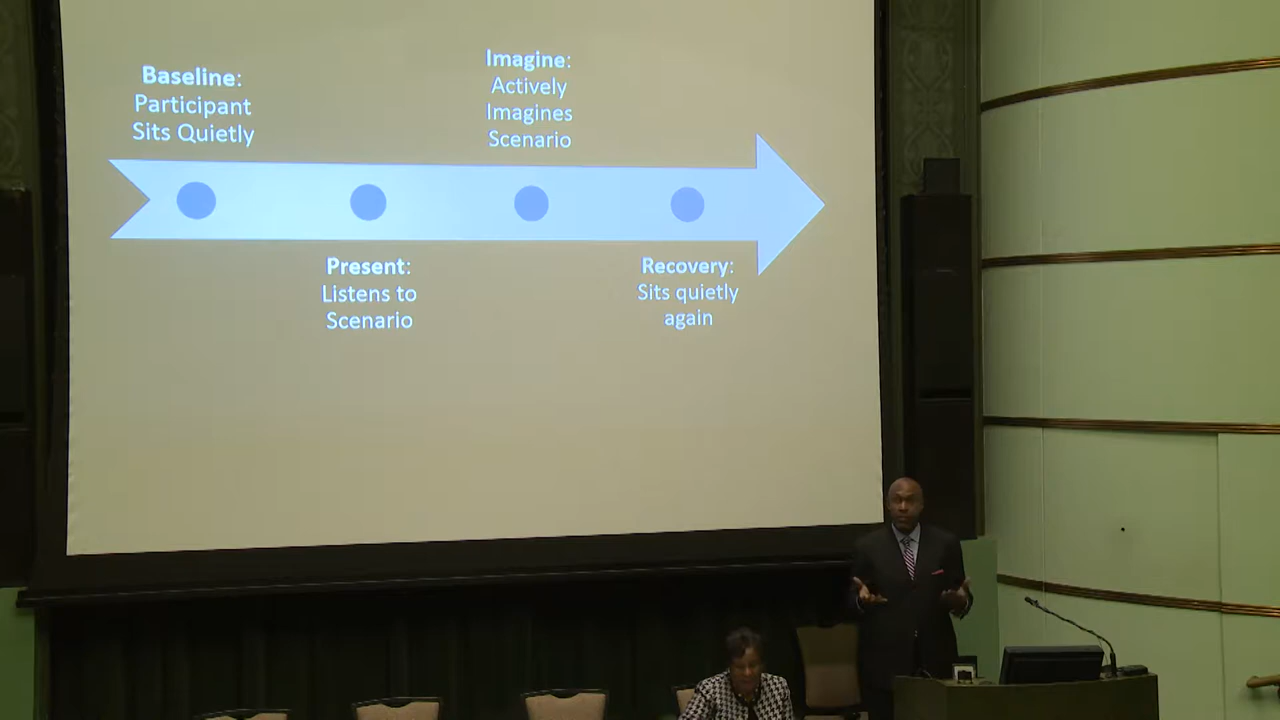 Baseline:
Participant
Sits Quietly
Present:
Listens to
Scenario
Imagine:
Actively
Imagines
Scenario
Recovery:
Sits quietly
again